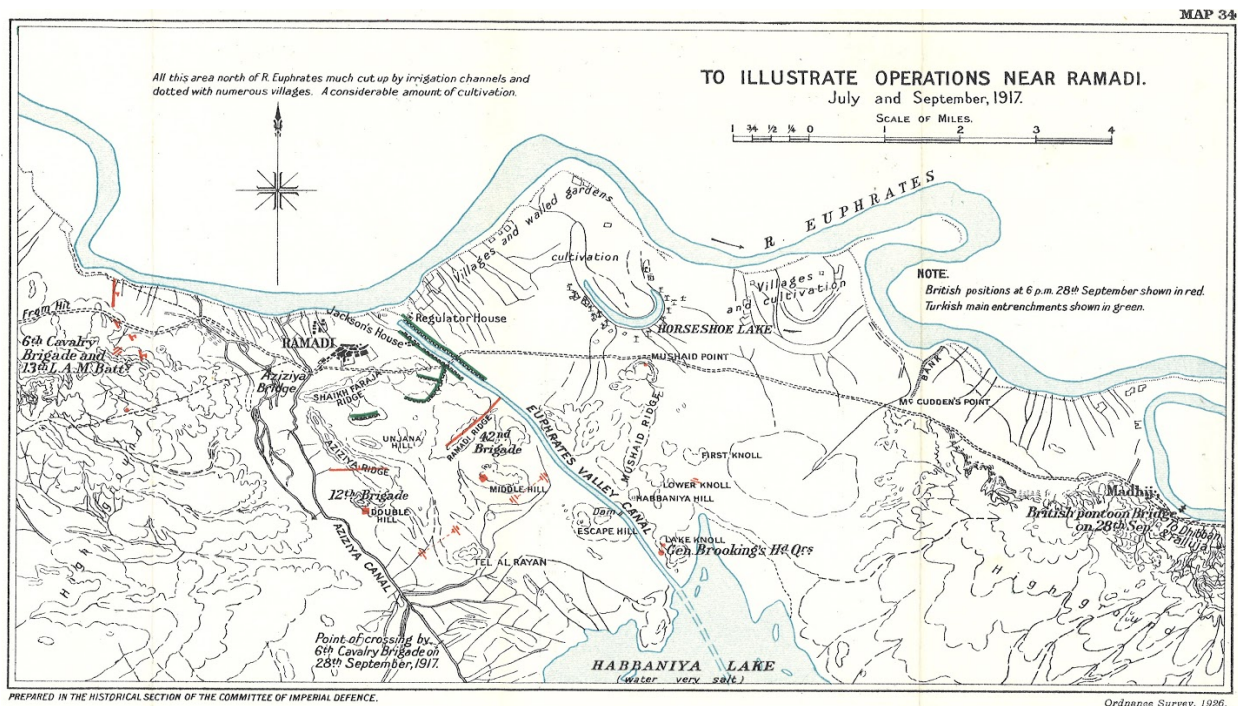 MAP 34
TO ILLUSTRATE OPERATIONS NEAR RAMADI.
July and September, 1917.
SCALE OF MILES.
1 ¾ ½ ¼ 0 1 2 3 4
All this area north of R. Euphrates much cut up by irrigation channels and
dotted with numerous villages. A considerable amount of cultivation.
R. EUPHRATES
Villages and walled gardens
cultivation
Villages
and cultivation
NOTE.
British positions at 6 p.m. 28th September shown in red.
Turkish main entrenchments shown in green.
From Hit
6th Cavalry
Brigade and
13th L.A.M. Batty
Jackson's House
Regulator House
RAMADI
Aziziya
Bridge
SHAIKH FARAJA
RIDGE
HORSESHOE LAKE
MUSHAID POINT
BANK
Mc CUDDEN'S POINT
UNJANA
HILL
RAMADI RIDGE
42nd
Brigade
EUPHRATES VALLEY CANAL
MUSHAID RIDGE
FIRST KNOLL
AZIZIYA RIDGE
12th Brigade
DOUBLE
HILL
MIDDLE HILL
LOWER KNOLL
HABBANIYA HILL
Dam
ESCAPE HILL
LAKE KNOLL
Gen. Brooking's Hd Qrs
Madhij
British pontoon Bridge
on 28th Sep.
To Dhibban
& Falluja
AZIZIYA CANAL
TEL AL RAYAN
High
High ground
Point of crossing by
6th Cavalry Brigade on
28th September, 1917.
HABBANIYA LAKE
(water very salt)
PREPARED IN THE HISTORICAL SECTION OF THE COMMITTEE OF IMPERIAL DEFENCE.
Ordnance Survey, 1926.